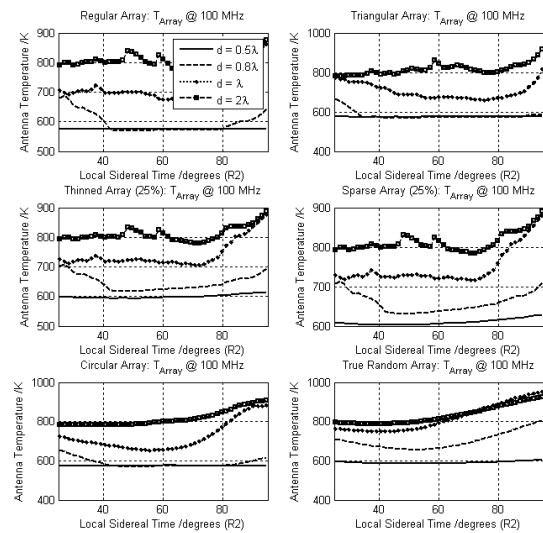 Regular Array: T_Array @ 100 MHz
900
800
700
600
500
Antenna Temperature /K
40
60
80
Local Sidereal Time /degrees (R2)
d = 0.5λ
d = 0.8λ
d = λ
d = 2λ
Triangular Array: T_Array @ 100 MHz
1000
800
600
400
Antenna Temperature /K
40
60
80
Local Sidereal Time /degrees (R2)
Thinned Array (25%): T_Array @ 100 MHz
900
800
700
600
500
Antenna Temperature /K
40
60
80
Local Sidereal Time /degrees (R2)
Sparse Array (25%): T_Array @ 100 MHz
900
800
700
600
Antenna Temperature /K
40
60
80
Local Sidereal Time /degrees (R2)
Circular Array: T_Array @ 100 MHz
1000
800
600
400
Antenna Temperature /K
40
60
80
Local Sidereal Time /degrees (R2)
True Random Array: T_Array @ 100 MHz
1000
800
600
400
Antenna Temperature /K
40
60
80
Local Sidereal Time /degrees (R2)